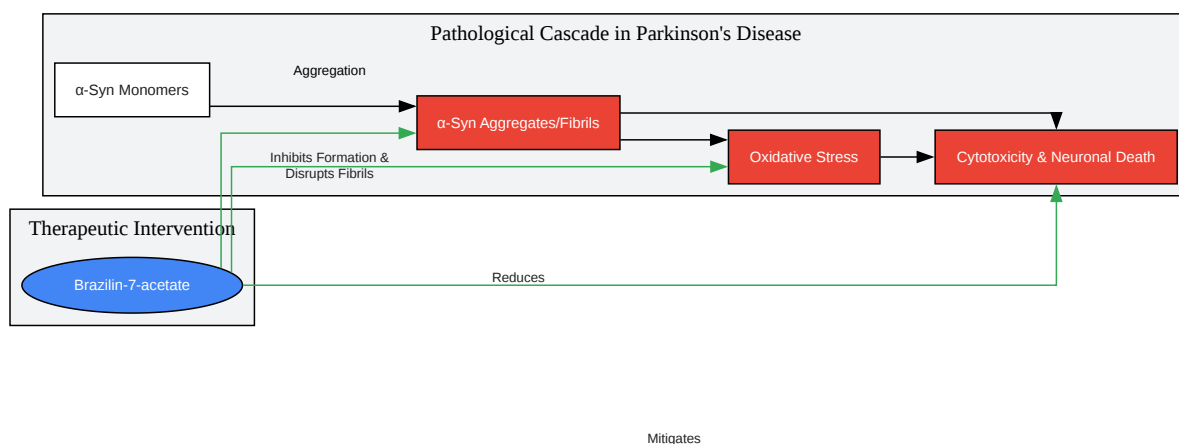 Pathological Cascade in Parkinson's Disease
α-Syn Monomers
Aggregation
α-Syn Aggregates/Fibrils
Inhibits Formation &
Disrupts Fibrils
Oxidative Stress
Cytotoxicity & Neuronal Death
Therapeutic Intervention
Brazilin-7-acetate
Reduces
Mitigates